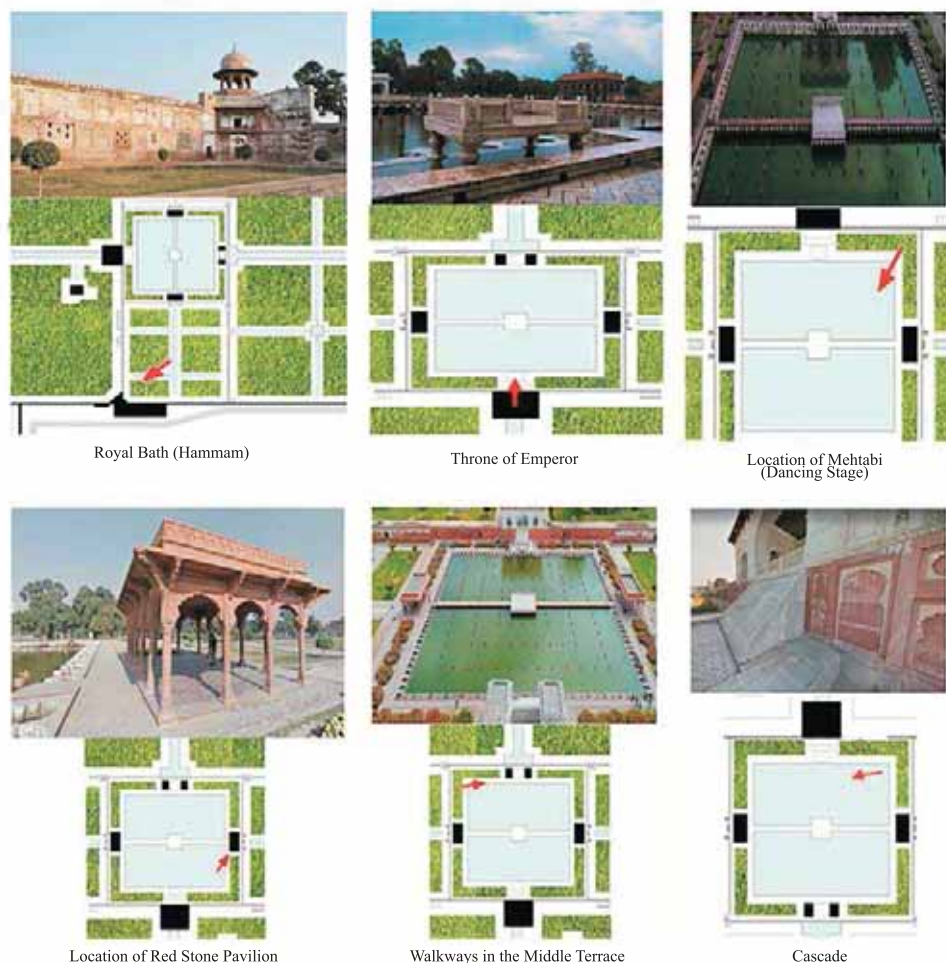 Royal Bath (Hammam)
Throne of Emperor
Location of Mehtabi
(Dancing Stage)
Location of Red Stone Pavilion
Walkways in the Middle Terrace
Cascade